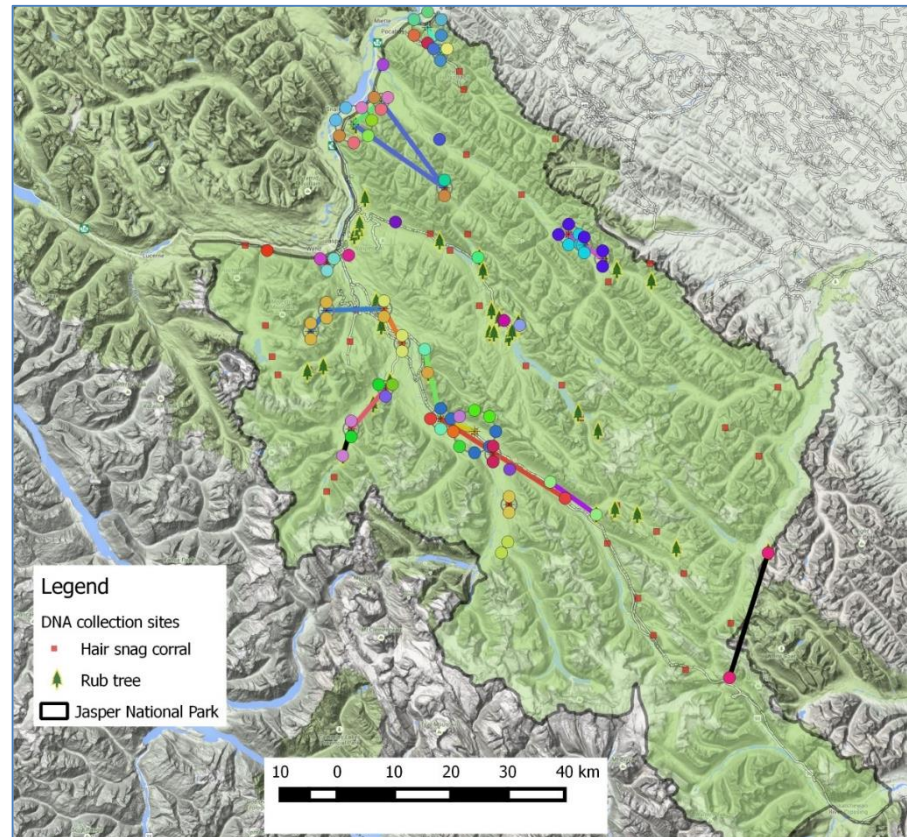 Legend
DNA collection sites
Hair snag corral
Rub tree
Jasper National Park
10 0 10 20 30 40 km